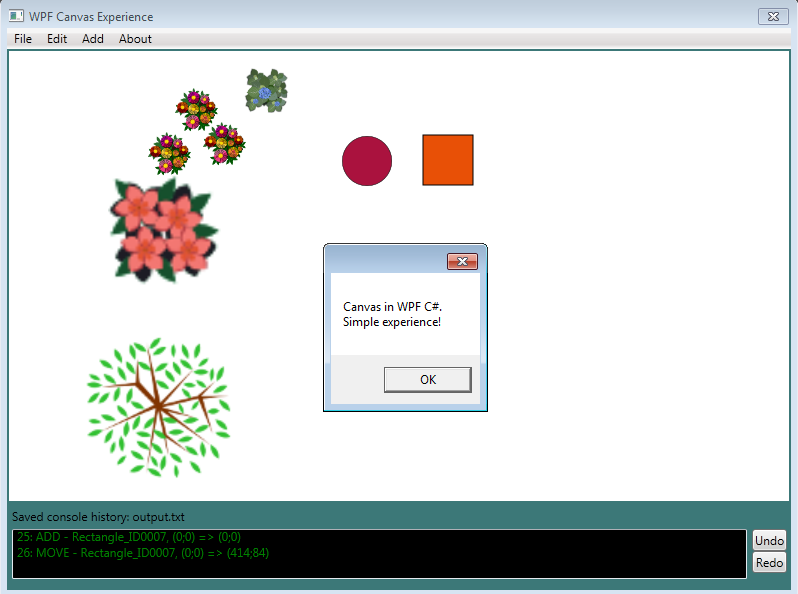 WPF Canvas Experience
File Edit Add About
Canvas in WPF C#.
Simple experience!
OK
Saved console history: output.txt
25: ADD - Rectangle_ID0007, (0;0) => (0;0)
26: MOVE - Rectangle_ID0007, (0;0) => (414;84)
Undo
Redo